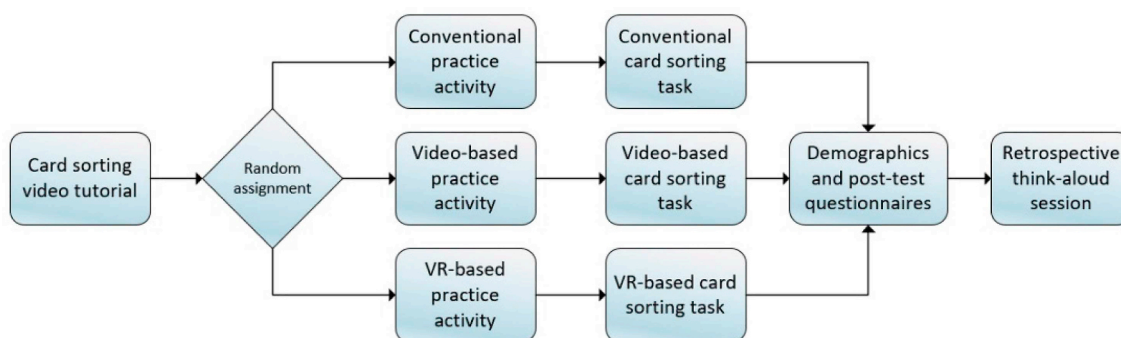 Card sorting
video tutorial
Random
assignment
Conventional
practice
activity
Conventional
card sorting
task
Video-based
practice
activity
Video-based
card sorting
task
VR-based
practice
activity
VR-based card
sorting task
Demographics
and post-test
questionnaires
Retrospective
think-aloud
session